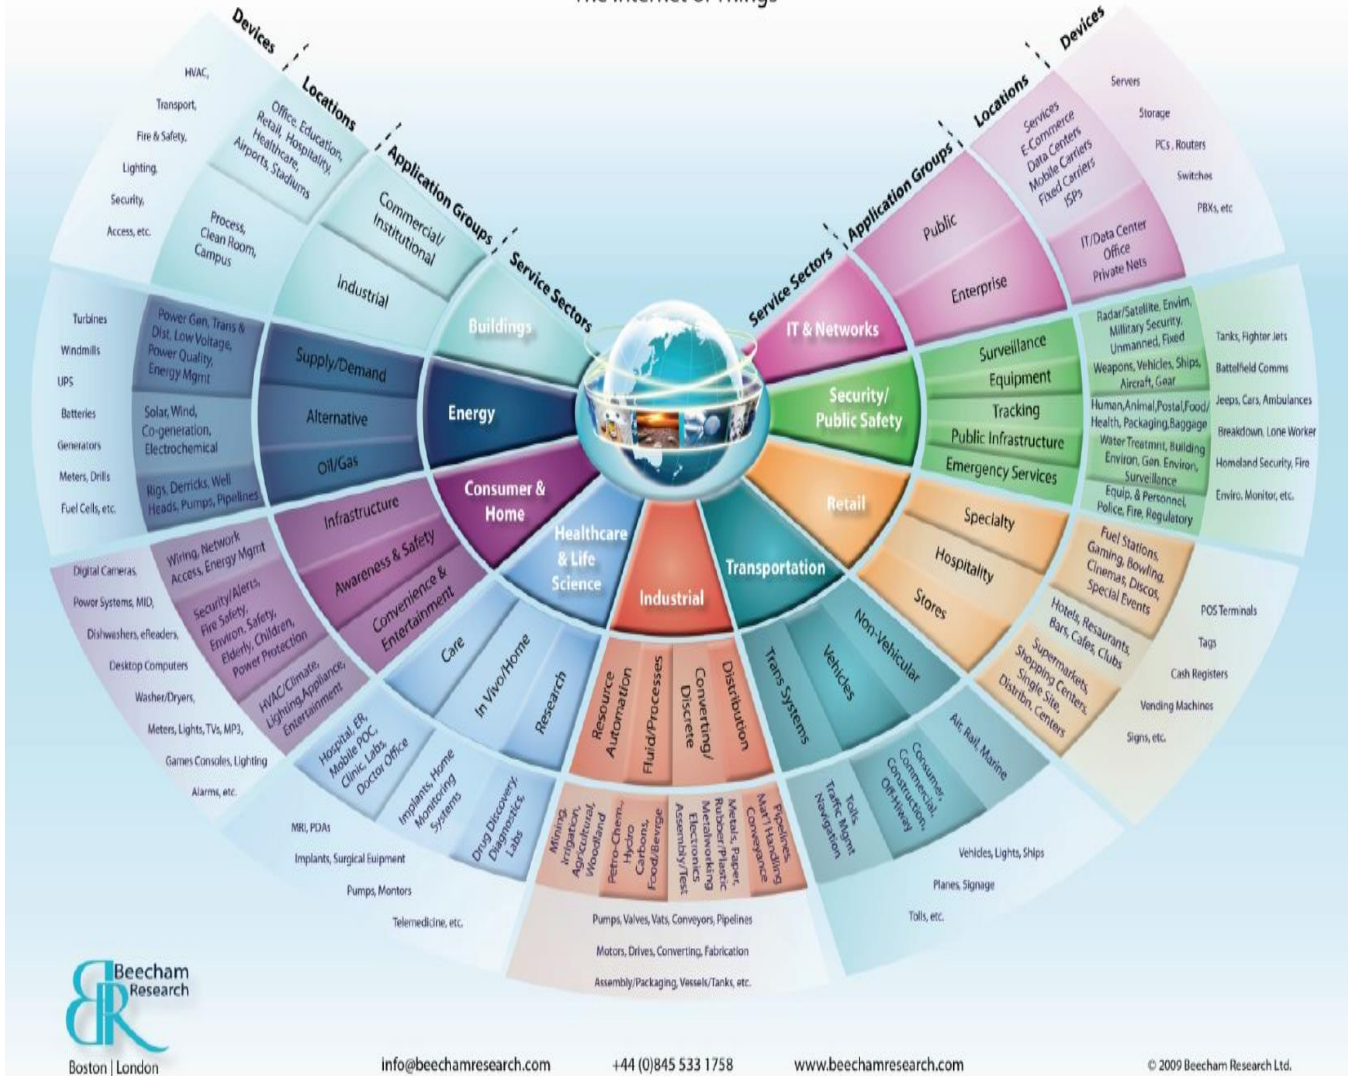 The Internet of Things
Devices
Locations
Application Groups
Service Sectors
HVAC,
Transport,
Fire & Safety,
Lighting,
Security,
Access, etc.
Office, Education,
Retail, Hospitality,
Healthcare,
Airports, Stadiums
Process,
Clean Room,
Campus
Commercial/
Institutional
Industrial
Buildings
Turbines
Windmills
UPS
Batteries
Generators
Meters, Drills
Fuel Cells, etc.
Power Gen, Trans &
Dist, Low Voltage,
Power Quality,
Energy Mgmt
Solar, Wind,
Co-generation,
Electrochemical
Rigs, Derricks, Well
Heads, Pumps, Pipelines
Supply/Demand
Alternative
Oil/Gas
Energy
Digital Cameras,
Power Systems, MID,
Dishwashers, eReaders,
Desktop Computers
Washer/Dryers,
Meters, Lights, TVs, MP3,
Games Consoles, Lighting
Alarms, etc.
Wiring, Network
Access, Energy Mgmt
Security/Alerts,
Fire Safety,
Environ. Safety,
Elderly, Children,
Power Protection
HVAC/Climate,
Lighting,Appliance,
Entertainment
Infrastructure
Awareness & Safety
Convenience &
Entertainment
Consumer &
Home
MRI, PDAs
Implants, Surgical Euipment
Pumps, Montors
Telemedicine, etc.
Hospital, ER,
Mobile POC,
Clinic, Labs,
Doctor Office
Implants, Home
Monitoring
Systems
Drug Discovery,
Diagnostics,
Labs
Care
In Vivo/Home
Research
Healthcare
& Life
Science
Industrial
Resource
Automation
Fluid/Processes
Converting/
Discrete
Distribution
Mining,
Irrigation,
Agricultural,
Woodland
Petro-Chem.,
Hydro
Carbons,
Food/Bevrge
Metals, Paper,
Rubber/Plastic
Metalworking
Electronics
Assembly/Test
Pipelines,
Mat'l Handling
Conveyance
Pumps, Valves, Vats, Conveyors, Pipelines
Motors, Drives, Converting, Fabrication
Assembly/Packaging, Vessels/Tanks, etc.
Transportation
Trans Systems
Vehicles
Non-Vehicular
Tolls,
Traffic Mgmt
Navigation
Consumer,
Commercial,
Construction,
Off-Hiway
Air, Rail, Marine
Vehicles, Lights, Ships
Planes, Signage
Tolls, etc.
Retail
Specialty
Hospitality
Stores
Fuel Stations,
Gaming, Bowling,
Cinemas, Discos,
Special Events
Hotels, Resaurants,
Bars, Cafes, Clubs
Supermarkets,
Shopping Centers,
Single Site,
Distribn. Centers
POS Terminals
Tags
Cash Registers
Vending Machines
Signs, etc.
Security/
Public Safety
Surveillance
Equipment
Tracking
Public Infrastructure
Emergency Services
Radar/Satellite, Envirn,
Millitary Security,
Unmanned, Fixed
Weapons, Vehicles, Ships,
Aircraft, Gear
Human,Animal,Postal,Food/
Health, Packaging,Baggage
Water Treatmnt, Building
Environ, Gen. Environ,
Surveillance
Equip. & Personnel,
Police, Fire, Regulatory
Tanks, Fighter Jets
Battelfield Comms
Jeeps, Cars, Ambulances
Breakdown, Lone Worker
Homeland Security, Fire
Enviro. Monitor, etc.
IT & Networks
Public
Enterprise
Services
E-Commerce
Data Centers
Mobile Carriers
Fixed Carriers
ISPs
IT/Data Center
Office
Private Nets
Servers
Storage
PCs , Routers
Switches
PBXs, etc
Service Sectors
Application Groups
Locations
Devices
BR
Beecham
Research
Boston | London
info@beechamresearch.com
+44 (0)845 533 1758
www.beechamresearch.com
© 2009 Beecham Research Ltd.